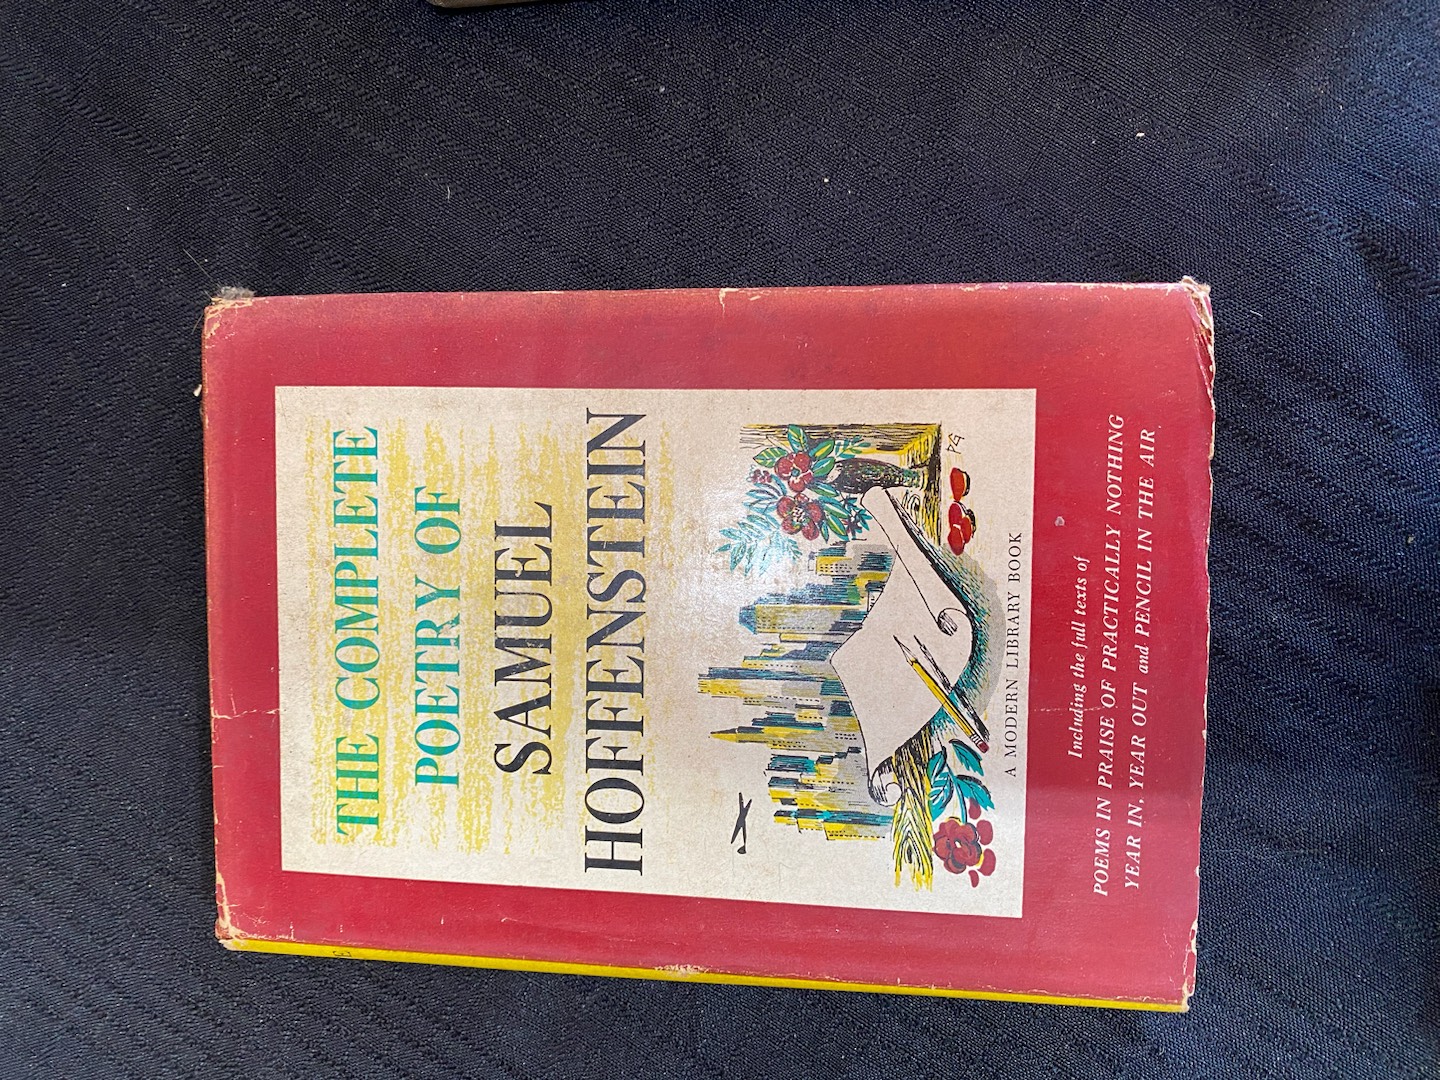 THE COMPLETE
POETRY OF
SAMUEL
HOFFENSTEIN
PG
A MODERN LIBRARY BOOK
Including the full texts of
POEMS IN PRAISE OF PRACTICALLY NOTHING
YEAR IN, YEAR OUT and PENCIL IN THE AIR